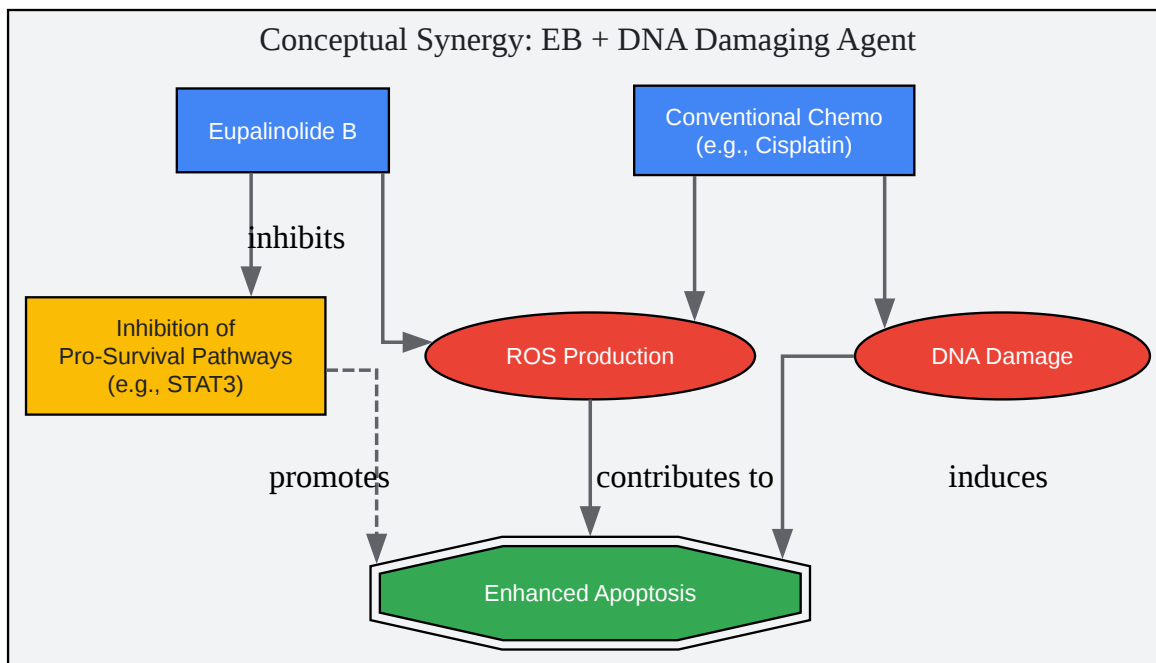 Conceptual Synergy: EB + DNA Damaging Agent
Eupalinolide B
Conventional Chemo
(e.g., Cisplatin)
inhibits
Inhibition of
Pro-Survival Pathways
(e.g., STAT3)
ROS Production
DNA Damage
promotes
contributes to
induces
Enhanced Apoptosis